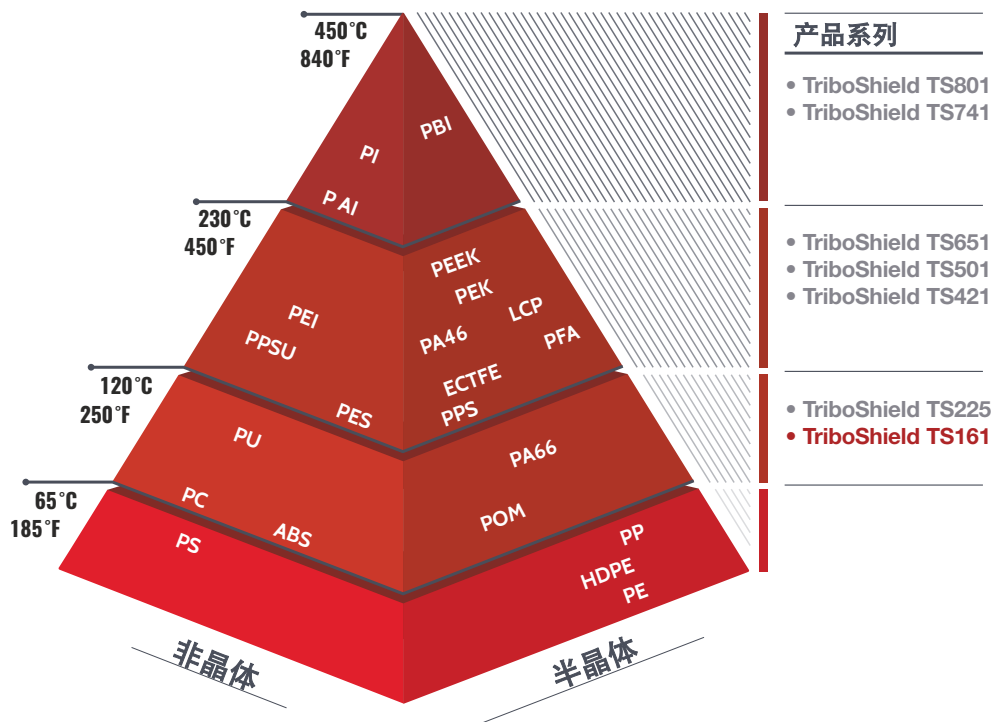 450°C
840°F
产品系列
• TriboShield TS801
• TriboShield TS741
PBI
PI
P AI
230°C
450°F
• TriboShield TS651
• TriboShield TS501
• TriboShield TS421
PEEK
PEK
LCP
PEI
PA46
PFA
PPSU
ECTFE
PPS
PES
120°C
250°F
• TriboShield TS225
• TriboShield TS161
PU
PA66
PC
POM
ABS
65°C
185°F
PS
PP
HDPE
PE
非晶体
半晶体